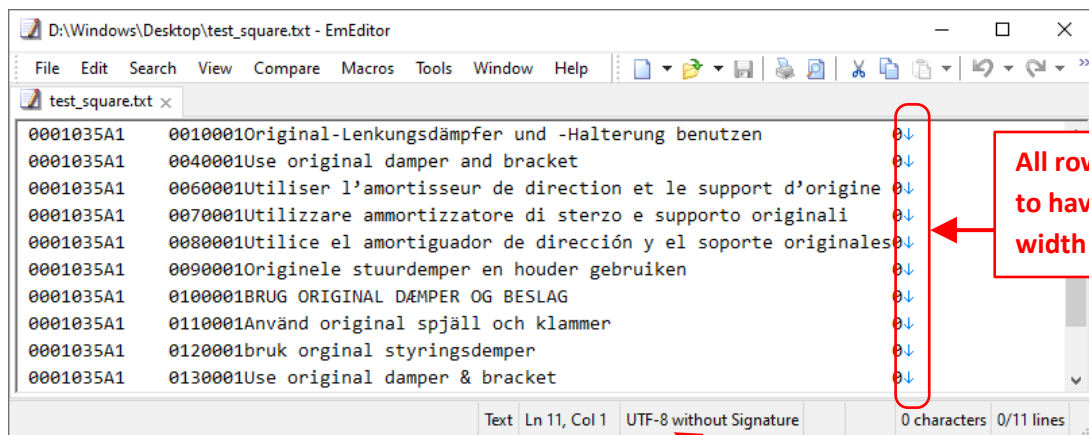 D:\Windows\Desktop\test_square.txt - EmEditor
File Edit Search View Compare Macros Tools Window Help
test_square.txt
0001035A1 0010001Original-Lenkungsdämpfer und -Halterung benutzen 0↓
0001035A1 0040001Use original damper and bracket 0↓
0001035A1 0060001Utiliser l’amortisseur de direction et le support d’origine 0↓
0001035A1 0070001Utilizzare ammortizzatore di sterzo e supporto originali 0↓
0001035A1 0080001Utilice el amortiguador de dirección y el soporte originales0↓
0001035A1 0090001Originele stuurdemper en houder gebruiken 0↓
0001035A1 0100001BRUG ORIGINAL DÆMPER OG BESLAG 0↓
0001035A1 0110001Använd original spjäll och klammer 0↓
0001035A1 0120001bruk orginal styringsdemper 0↓
0001035A1 0130001Use original damper & bracket 0↓
All
to
width
Text Ln 11, Col 1 UTF-8 without Signature 0 characters 0/11 lines